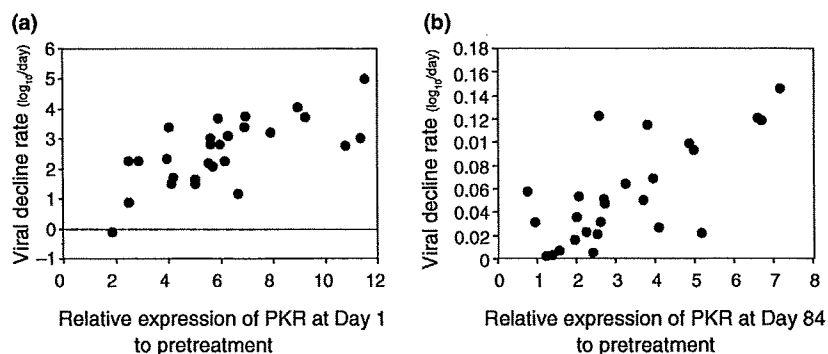 (a)
6
5
4
3
2
1
0
−1
Viral decline rate (log10/day)
0 2 4 6 8 10 12
Relative expression of PKR at Day 1
to pretreatment
(b)
0.18
0.16
0.14
0.12
0.10
0.08
0.06
0.04
0.02
0
Viral decline rate (log10/day)
0 1 2 3 4 5 6 7 8
Relative expression of PKR at Day 84
to pretreatment